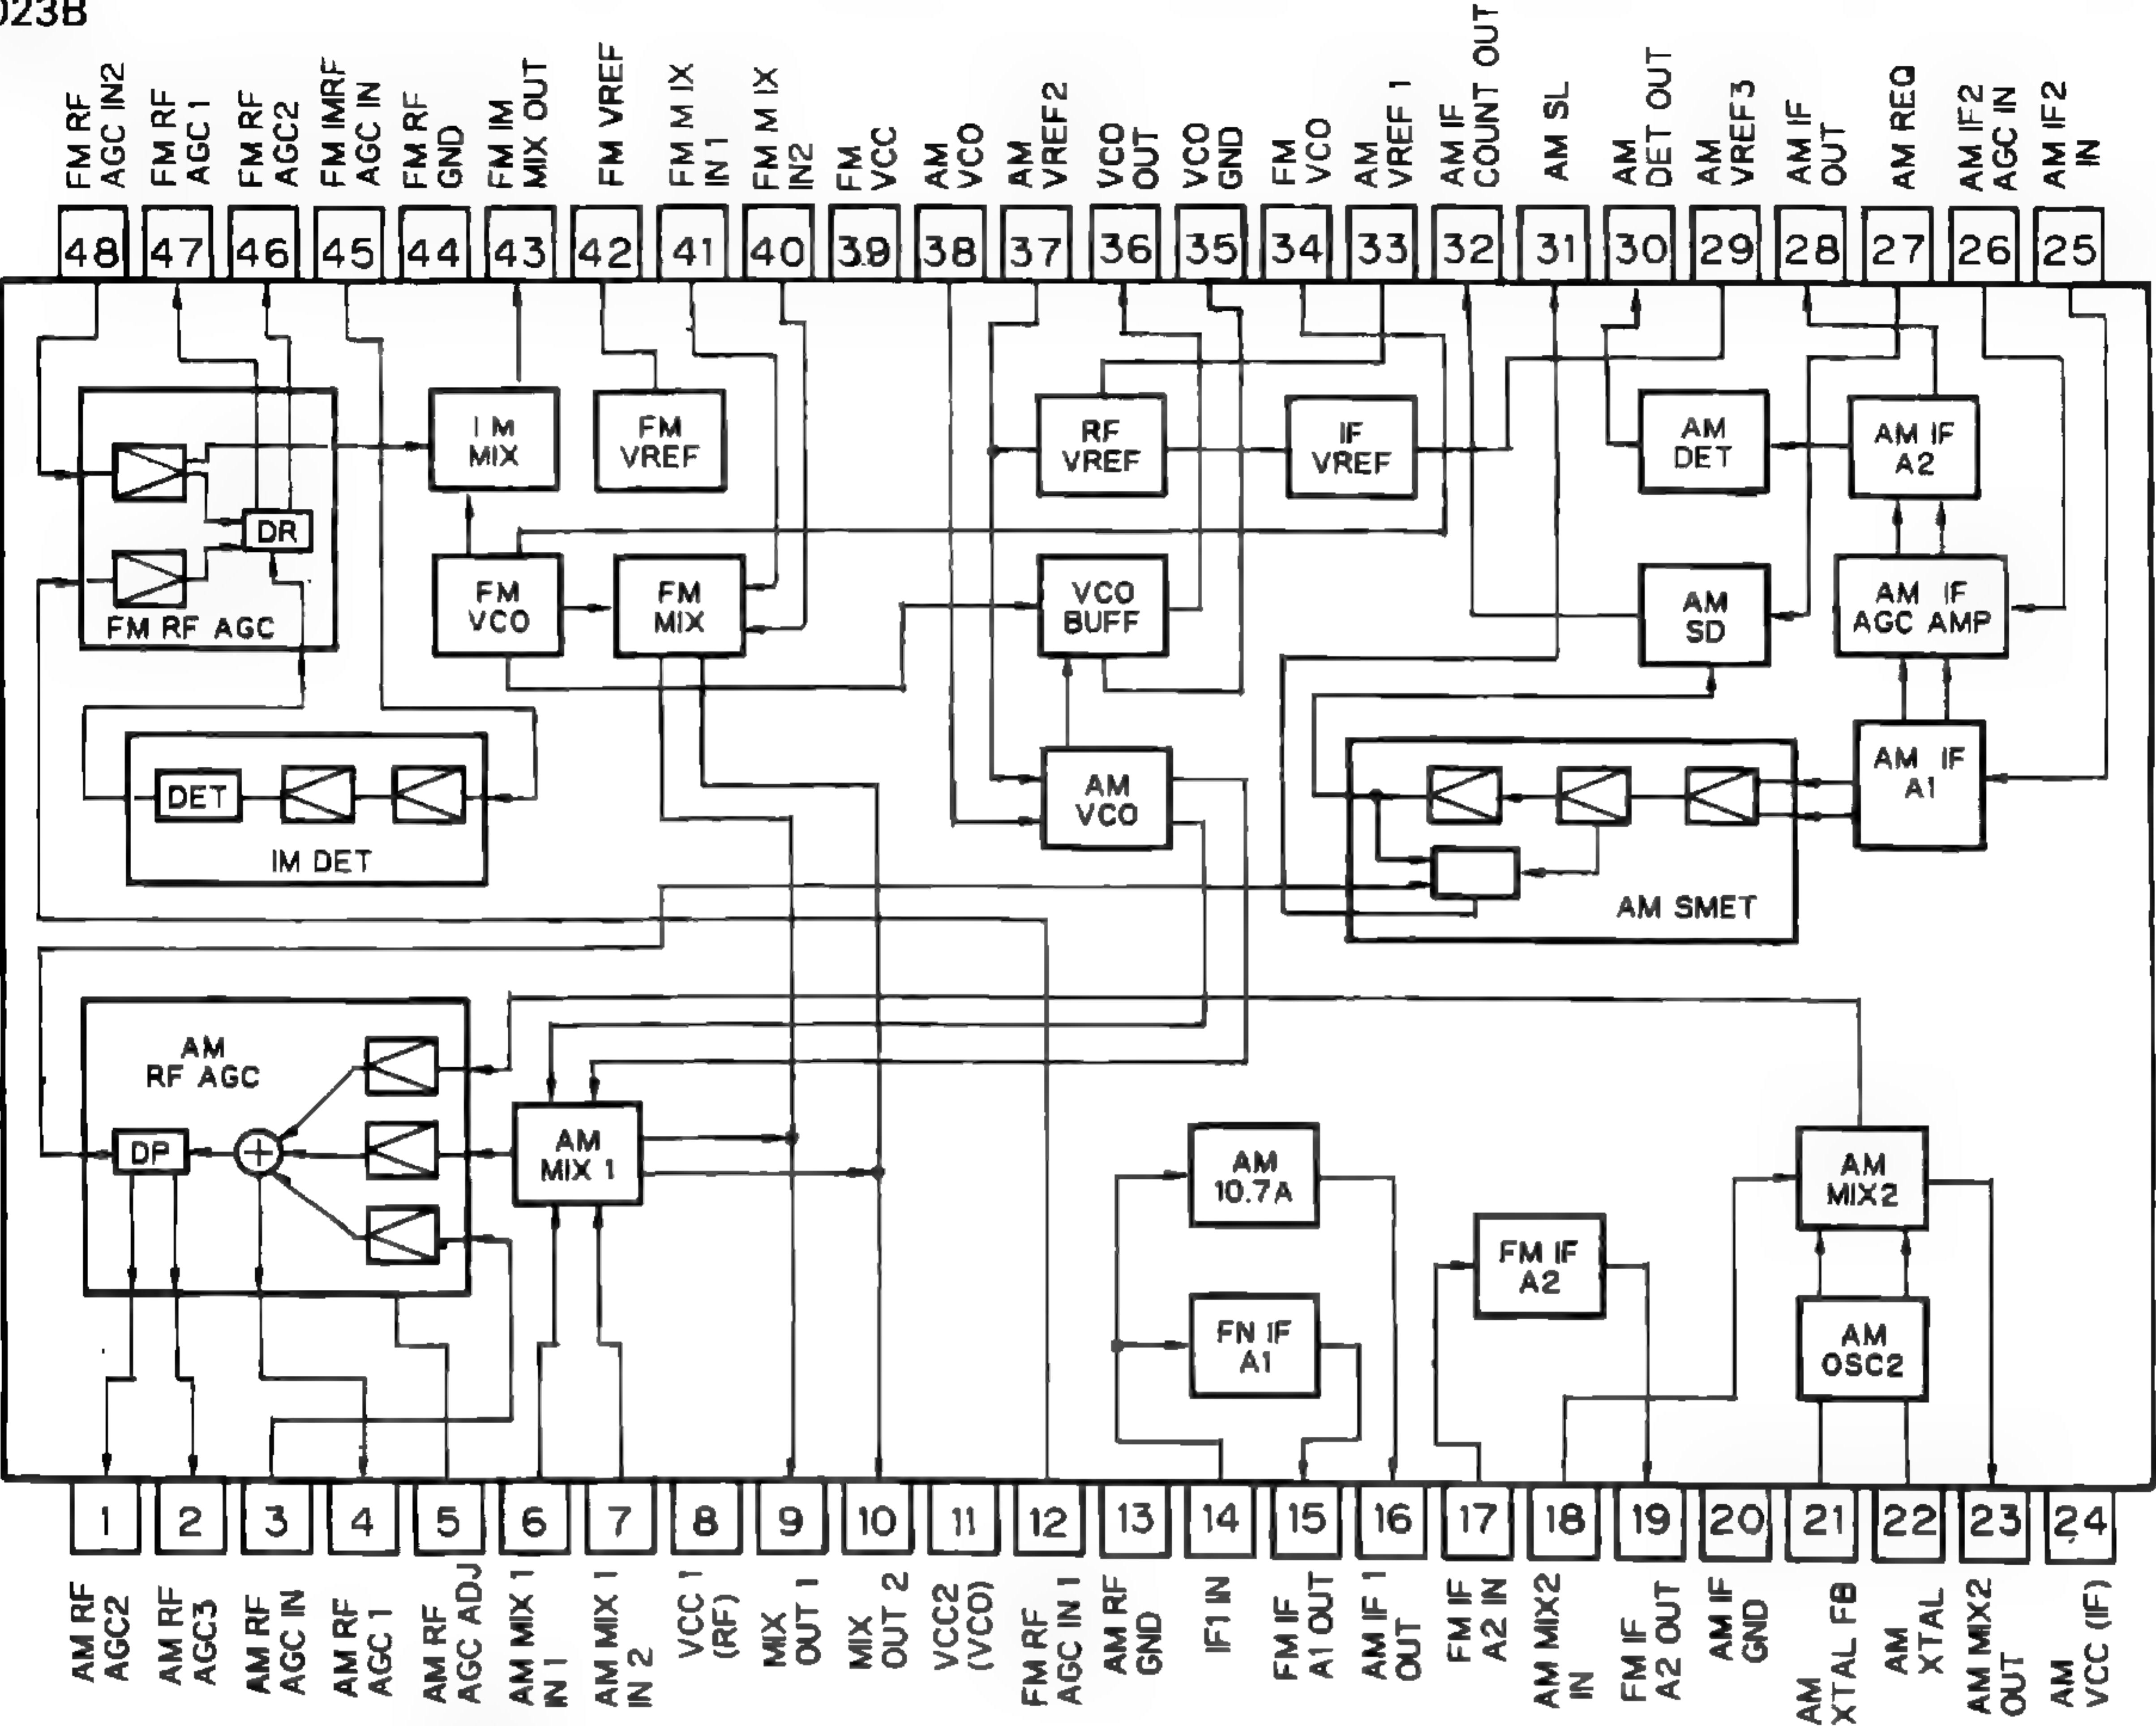 023B
FM RF
AGC IN2
FM RF
AGC 1
FM RF
AGC2
FM IMRF
AGC IN
FM RF
GND
FM IM
MIX OUT
FM VREF
FM M IX
IN 1
FM M IX
IN2
FM
VCC
AM
VCO
AM
VREF2
VCO
OUT
VCO
GND
FM
VCO
AM
VREF 1
AM IF
COUNT OUT
AM SL
AM
DET OUT
AM
VREF3
AM IF
OUT
AM REQ
AM IF2
AGC IN
AM IF2
IN
48 47 46 45 44 43 42 41 40 39 38 37 36 35 34 33 32 31 30 29 28 27 26 25
DR
FM RF AGC
I M
MIX
FM
VREF
RF
VREF
IF
VREF
AM
DET
AM IF
A2
FM
VCO
FM
MIX
VCO
BUFF
AM
SD
AM IF
AGC AMP
DET
IM DET
AM
VCO
AM SMET
AM IF
A1
AM
RF AGC
DP
+
AM
MIX 1
AM
10.7A
FN IF
A1
FM IF
A2
AM
MIX2
AM
OSC2
1 2 3 4 5 6 7 8 9 10 11 12 13 14 15 16 17 18 19 20 21 22 23 24
AM RF
AGC2
AM RF
AGC3
AM RF
AGC IN
AM RF
AGC 1
AM RF
AGC ADJ
AM MIX 1
IN 1
AM MIX 1
IN 2
VCC 1
(RF)
MIX
OUT 1
MIX
OUT 2
VCC2
(VCO)
FM RF
AGC IN 1
AM RF
GND
IF1 IN
FM IF
A1 OUT
AM IF 1
OUT
FM IF
A2 IN
AM MIX2
IN
FM IF
A2 OUT
AM IF
GND
AM
XTAL FB
AM
XTAL
AM MIX2
OUT
AM
VCC (IF)